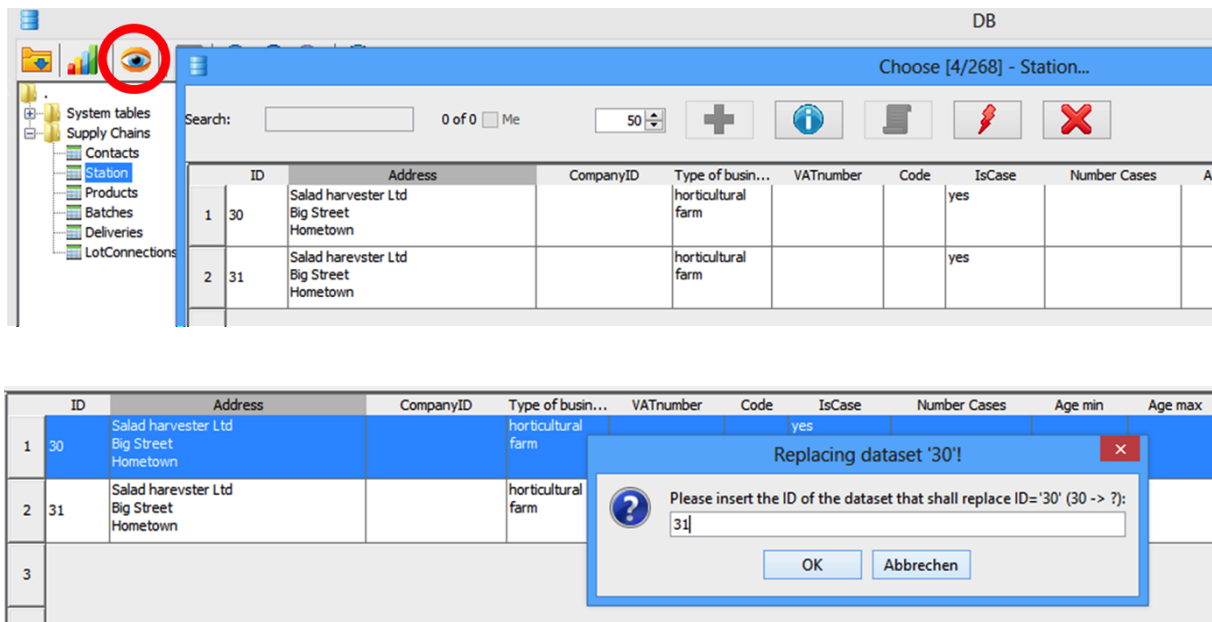 DB
Choose [4/268] - Station...
.
System tables
Supply Chains
Contacts
Station
Products
Batches
Deliveries
LotConnections
Search:
0 of 0
Me
50
ID Address CompanyID Type of busin... VATnumber Code IsCase Number Cases A
1 30 Salad harvester Ltd horticultural yes
Big Street farm
Hometown
2 31 Salad harevster Ltd horticultural yes
Big Street farm
Hometown
ID Address CompanyID Type of busin... VATnumber Code IsCase Number Cases Age min Age max
1 30 Salad harvester Ltd horticultural yes
Big Street farm
Hometown
2 31 Salad harevster Ltd horticultural
Big Street farm
Hometown
3
Replacing dataset '30'!
Please insert the ID of the dataset that shall replace ID='30' (30 -> ?):
31
OK
Abbrechen